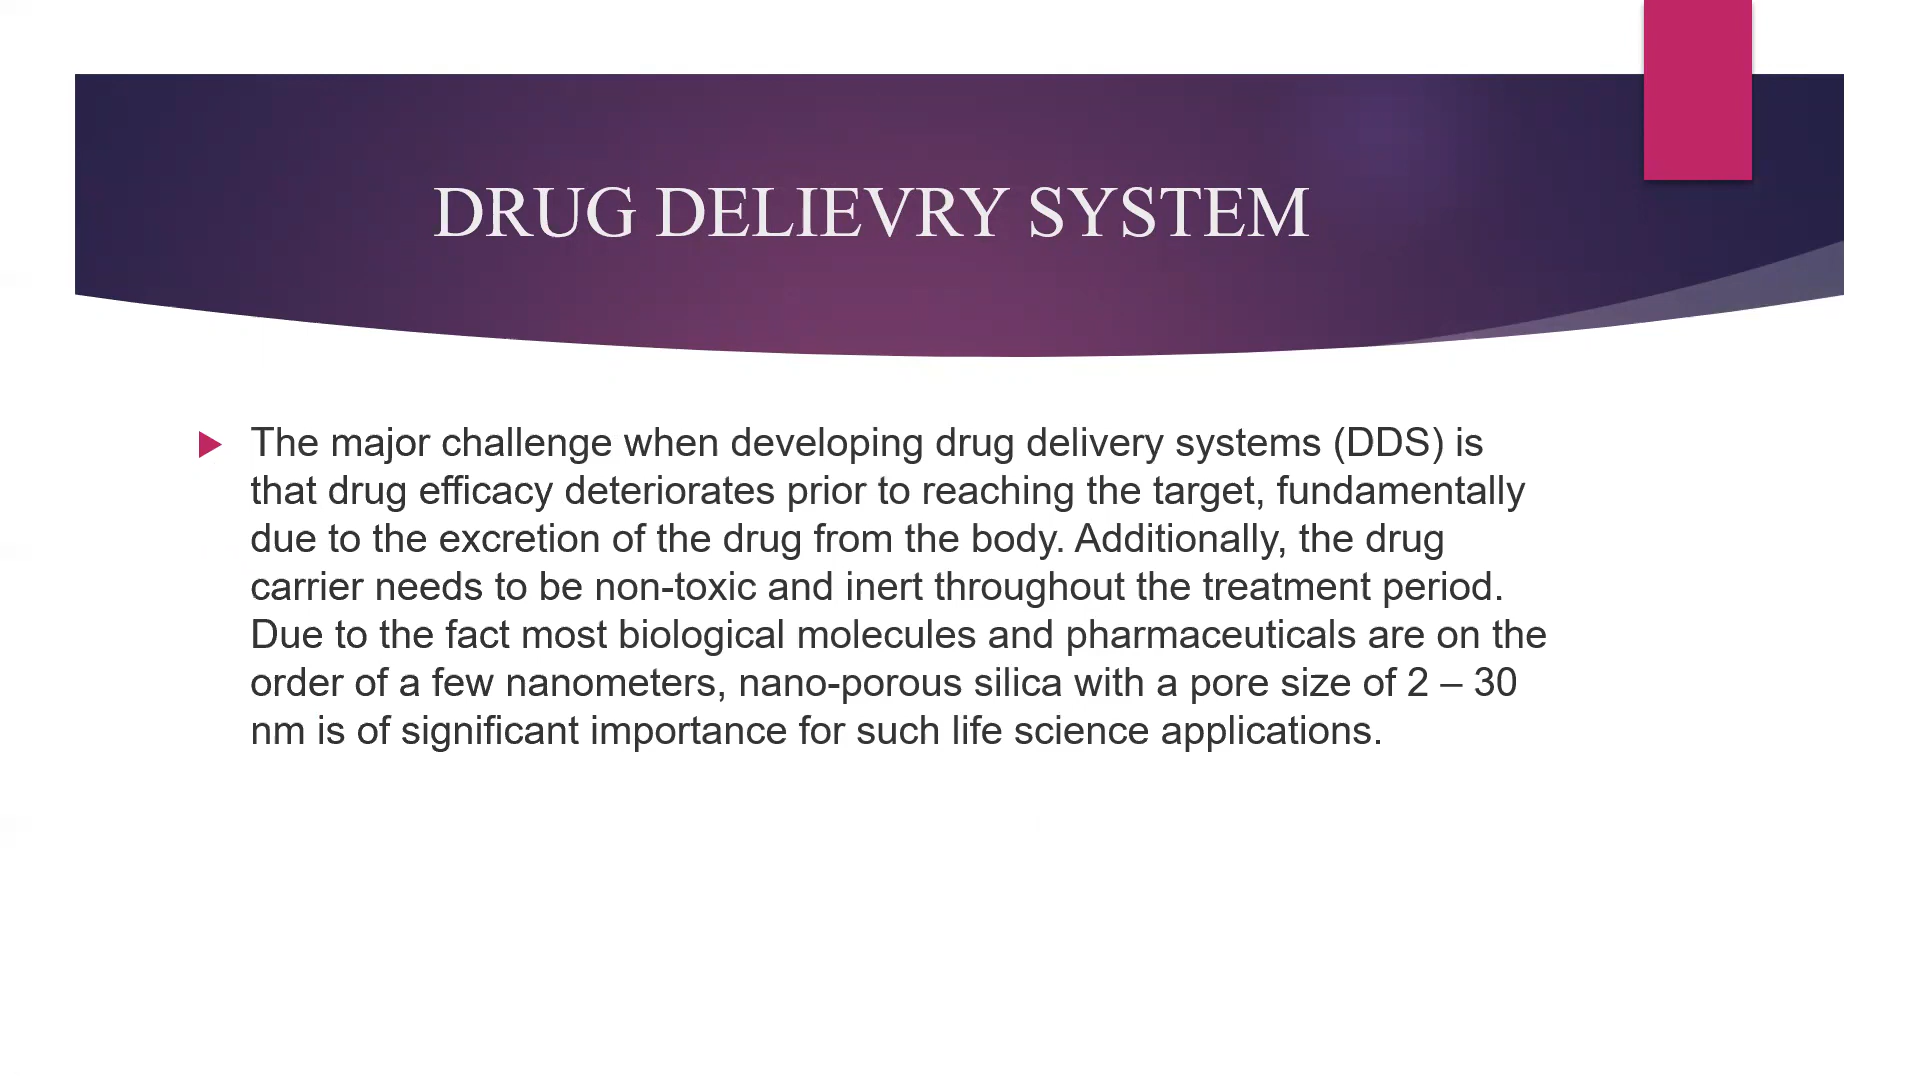 DRUG DELIEVRY SYSTEM
The major challenge when developing drug delivery systems (DDS) is
that drug efficacy deteriorates prior to reaching the target, fundamentally
due to the excretion of the drug from the body. Additionally, the drug
carrier needs to be non-toxic and inert throughout the treatment period.
Due to the fact most biological molecules and pharmaceuticals are on the
order of a few nanometers, nano-porous silica with a pore size of 2 – 30
nm is of significant importance for such life science applications.